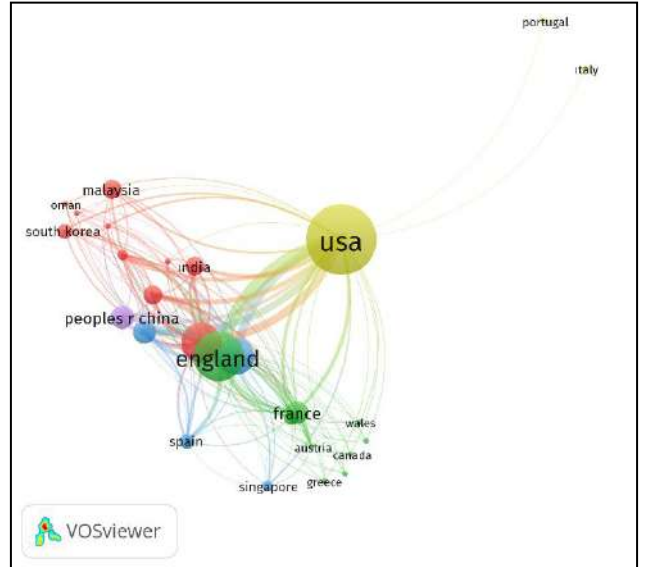 portugal
italy
malaysia
oman
south korea
usa
india
peoples r china
england
france
wales
spain
austria
canada
singapore
greece
VOSviewer